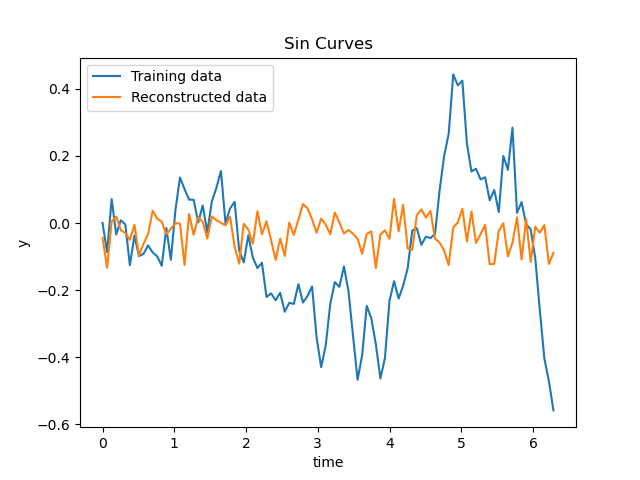 Sin Curves
Training data
Reconstructed data
0.4
0.2
0.0
−0.2
−0.4
−0.6
y
0 1 2 3 4 5 6
time